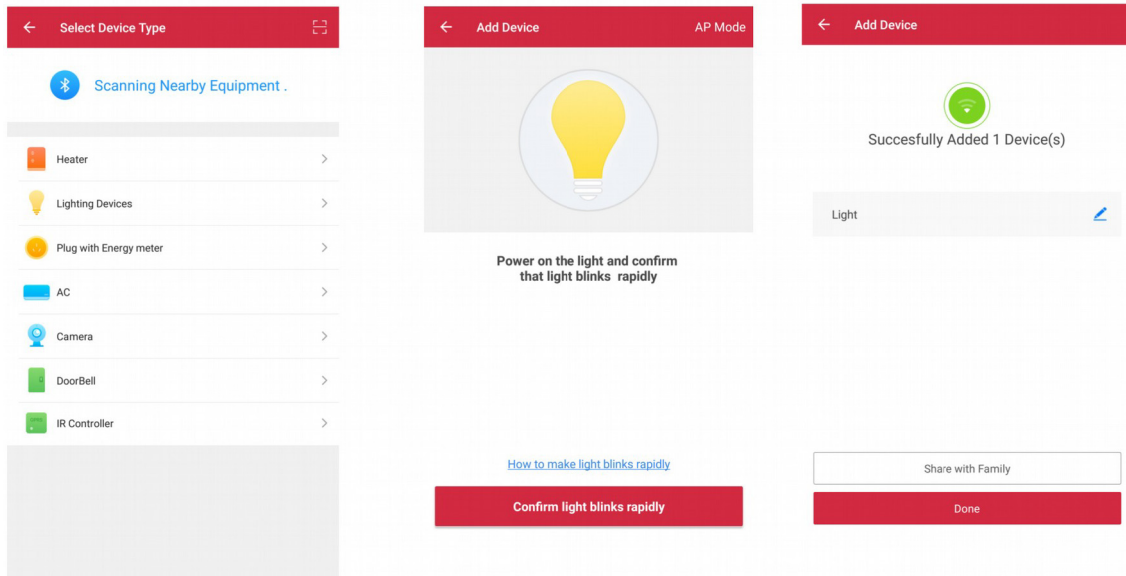 Select Device Type
Scanning Nearby Equipment .
Heater
Lighting Devices
Plug with Energy meter
AC
Camera
DoorBell
IR Controller
Add Device
AP Mode
Power on the light and confirm
that light blinks rapidly
How to make light blinks rapidly
Confirm light blinks rapidly
Add Device
Succesfully Added 1 Device(s)
Light
Share with Family
Done